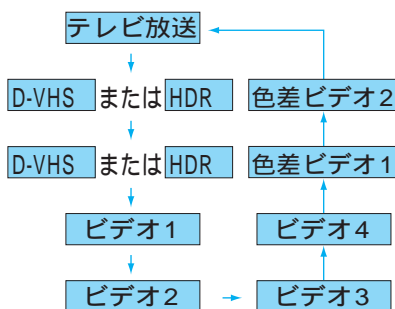 テレビ放送
D-VHS または HDR 色差ビデオ2
D-VHS または HDR 色差ビデオ1
ビデオ1 ビデオ4
ビデオ2 ビデオ3